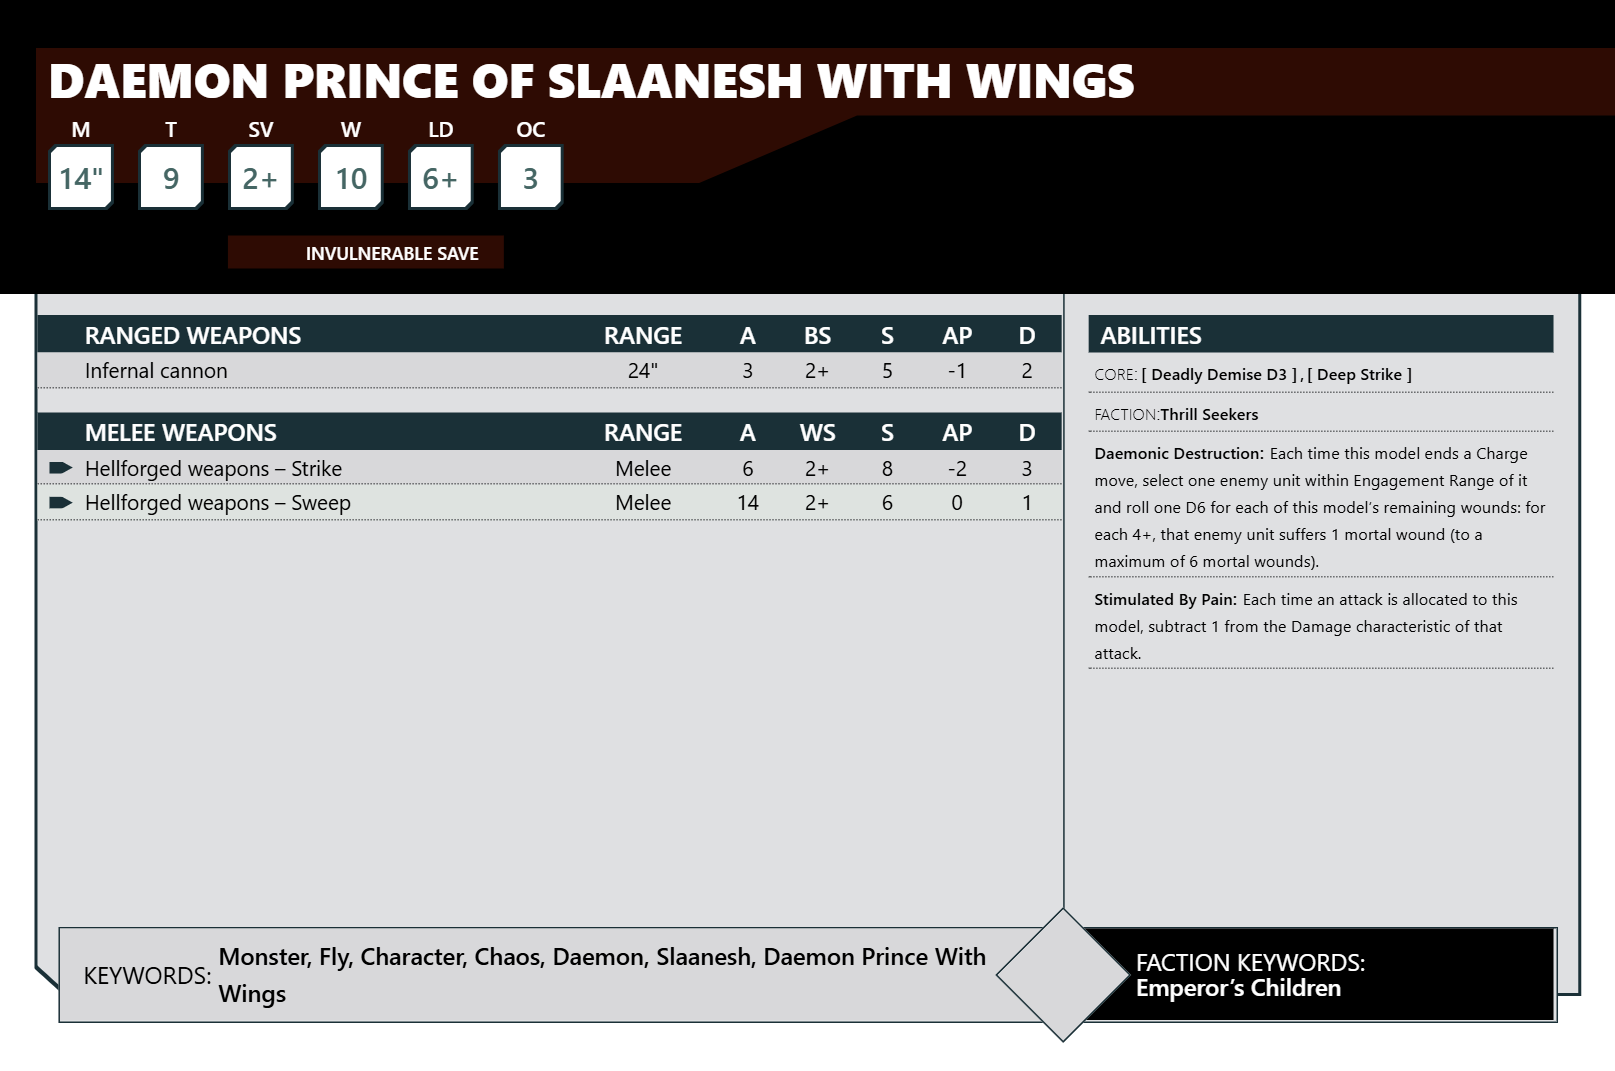 DAEMON PRINCE OF SLAANESH WITH WINGS
M T SV W LD OC
14" 9 2+ 10 6+ 3
INVULNERABLE SAVE
RANGED WEAPONS RANGE A BS S AP D
Infernal cannon 24" 3 2+ 5 -1 2
MELEE WEAPONS RANGE A WS S AP D
Hellforged weapons – Strike Melee 6 2+ 8 -2 3
Hellforged weapons – Sweep Melee 14 2+ 6 0 1
ABILITIES
CORE: [ Deadly Demise D3 ] , [ Deep Strike ]
FACTION:Thrill Seekers
Daemonic Destruction: Each time this model ends a Charge
move, select one enemy unit within Engagement Range of it
and roll one D6 for each of this model’s remaining wounds: for
each 4+, that enemy unit suffers 1 mortal wound (to a
maximum of 6 mortal wounds).
Stimulated By Pain: Each time an attack is allocated to this
model, subtract 1 from the Damage characteristic of that
attack.
KEYWORDS: Monster, Fly, Character, Chaos, Daemon, Slaanesh, Daemon Prince With
Wings
FACTION KEYWORDS:
Emperor’s Children